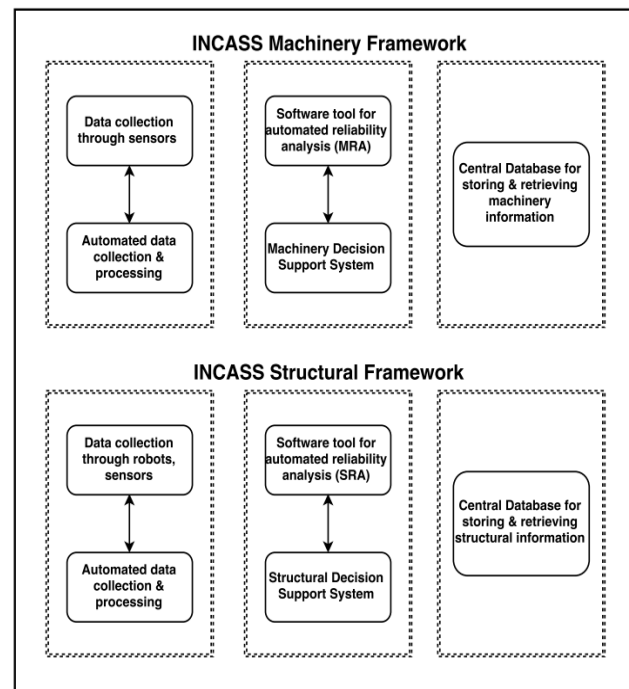 INCASS Machinery Framework
Data collection
through sensors
Automated data
collection &
processing
Software tool for
automated reliability
analysis (MRA)
Machinery Decision
Support System
Central Database for
storing & retrieving
machinery
information
INCASS Structural Framework
Data collection
through robots,
sensors
Automated data
collection &
processing
Software tool for
automated reliability
analysis (SRA)
Structural Decision
Support System
Central Database for
storing & retrieving
structural information